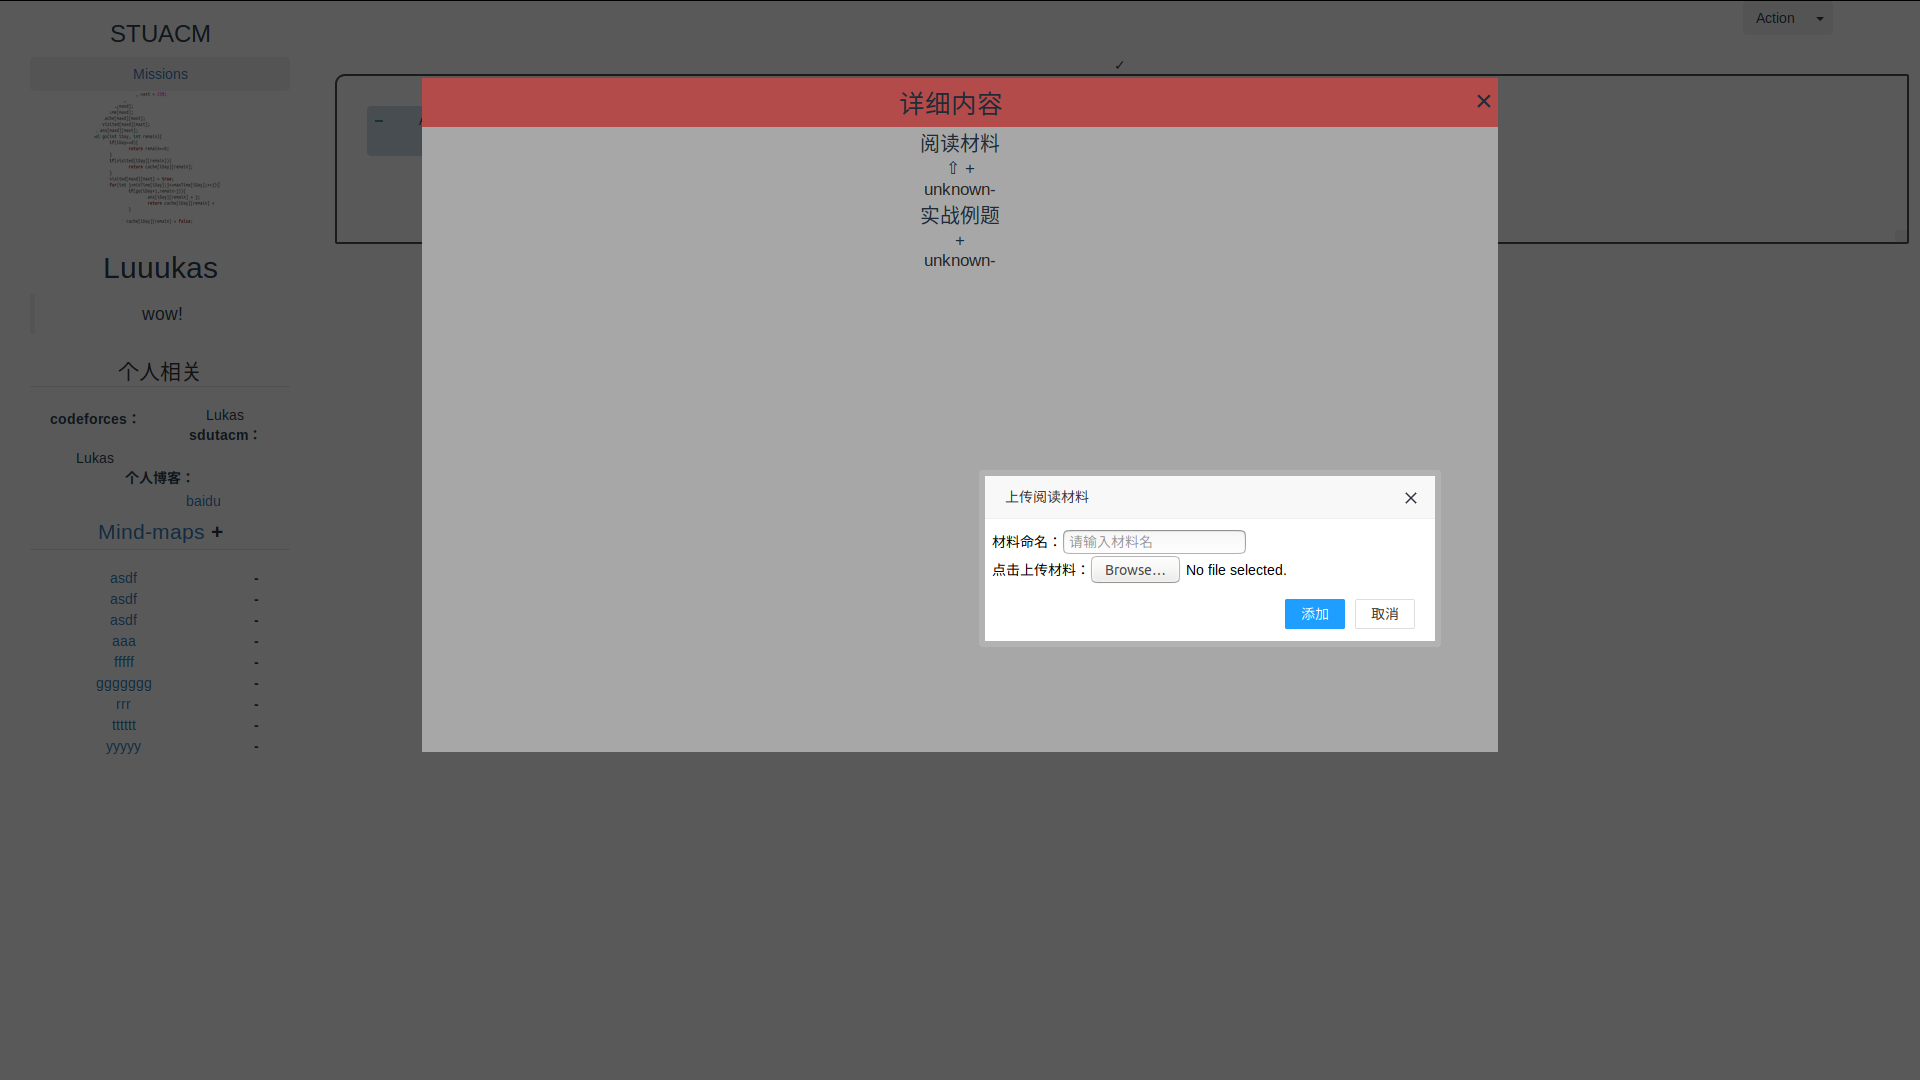 STUACM
Missions
Action
✓
Luuukas
wow!
个人相关
codeforces：
Lukas
sdutacm：
Lukas
个人博客：
baidu
Mind-maps +
asdf -
asdf -
asdf -
aaa -
fffff -
ggggggg -
rrr -
tttttt -
yyyyy -
详细内容
阅读材料
⇧ +
unknown-
实战例题
+
unknown-
上传阅读材料
材料命名： 请输入材料名
点击上传材料： Browse... No file selected.
添加 取消